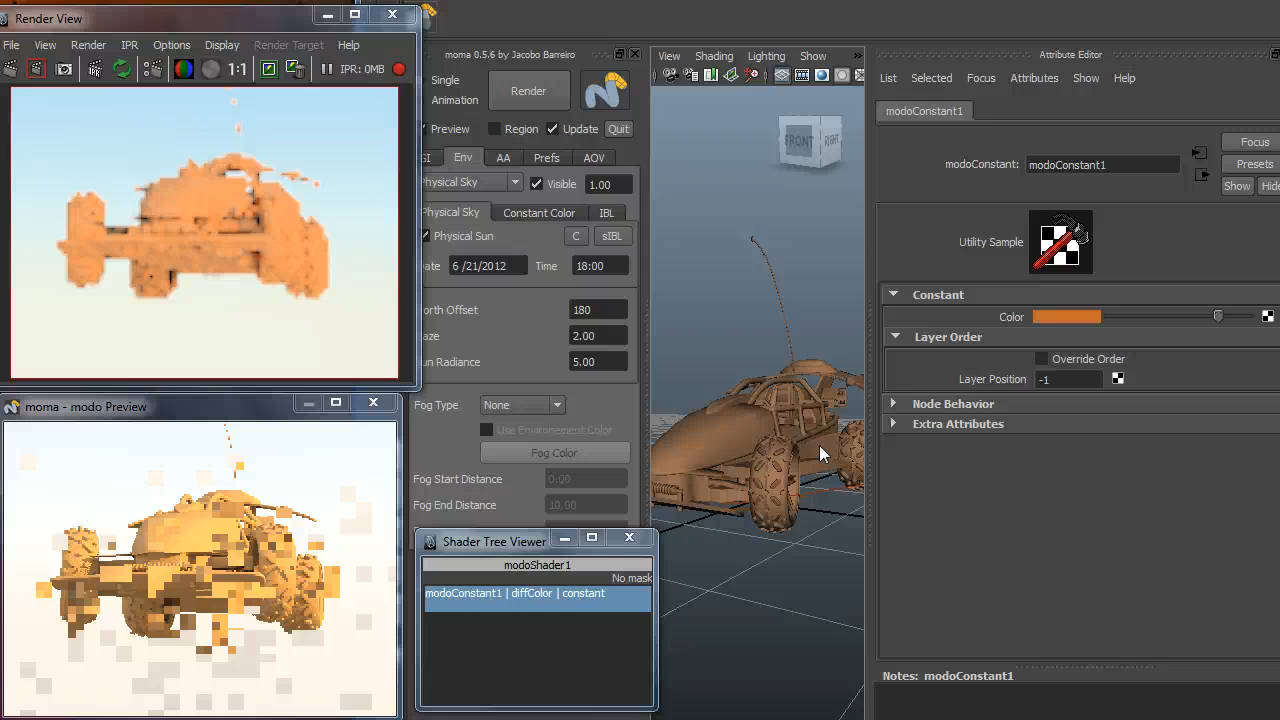 Render View
File View Render IPR Options Display Render Target Help
1:1 IPR: 0MB
moma 0.5.6 by Jacobo Barreiro
Single
Animation
Render
Preview Region Update Quit
GI Env AA Prefs AOV
Physical Sky Visible 1.00
Physical Sky Constant Color IBL
Physical Sun C sIBL
Date 6 /21/2012 Time 18:00
North Offset 180
Haze 2.00
Sun Radiance 5.00
Fog Type None
Use Environement Color
Fog Color
Fog Start Distance 0.00
Fog End Distance 10.00
moma - modo Preview
Shader Tree Viewer
modoShader1
No mask
modoConstant1 | diffColor | constant
View Shading Lighting Show »
FRONT RIGHT
Attribute Editor
List Selected Focus Attributes Show Help
modoConstant1
modoConstant: modoConstant1
Focus
Presets
Show Hide
Utility Sample
Constant
Color
Layer Order
Override Order
Layer Position -1
Node Behavior
Extra Attributes
Notes: modoConstant1